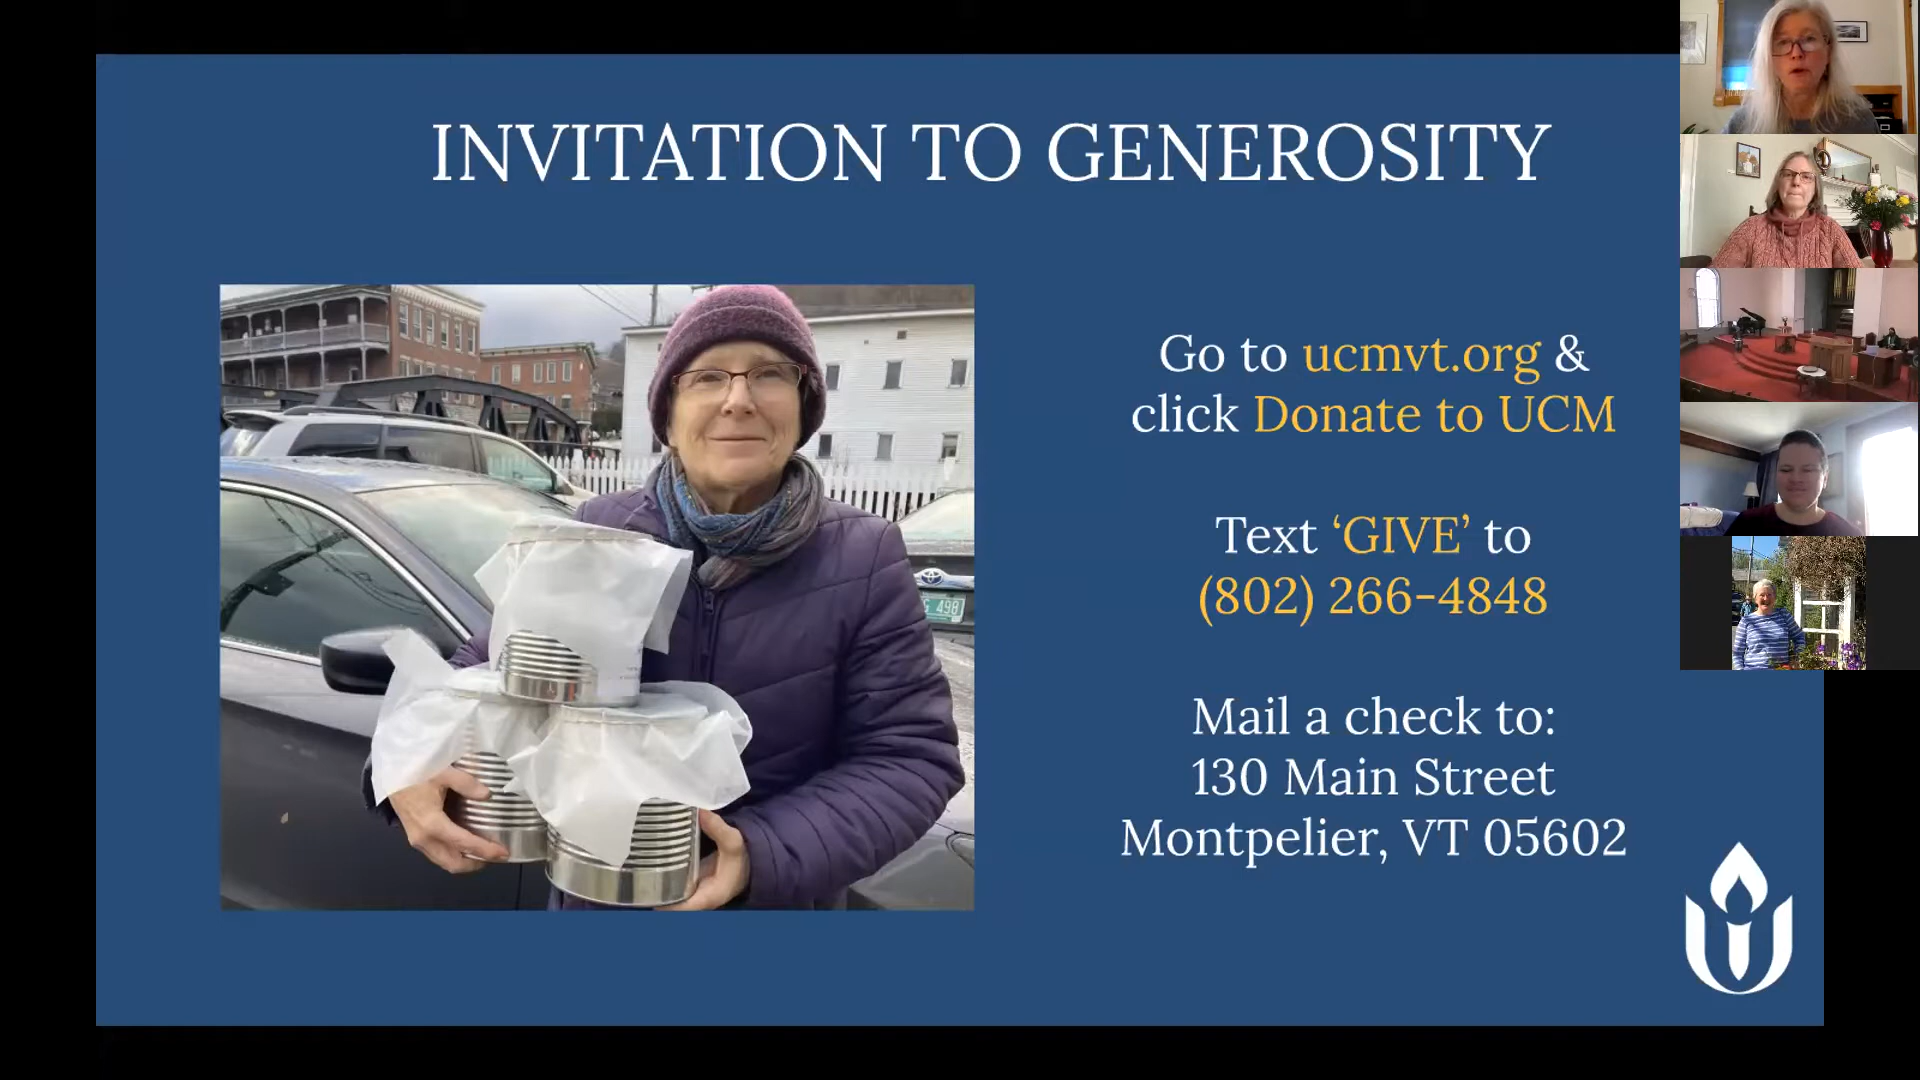 INVITATION TO GENEROSITY
Go to ucmvt.org &
click Donate to UCM
Text ‘GIVE’ to
(802) 266-4848
Mail a check to:
130 Main Street
Montpelier, VT 05602
498